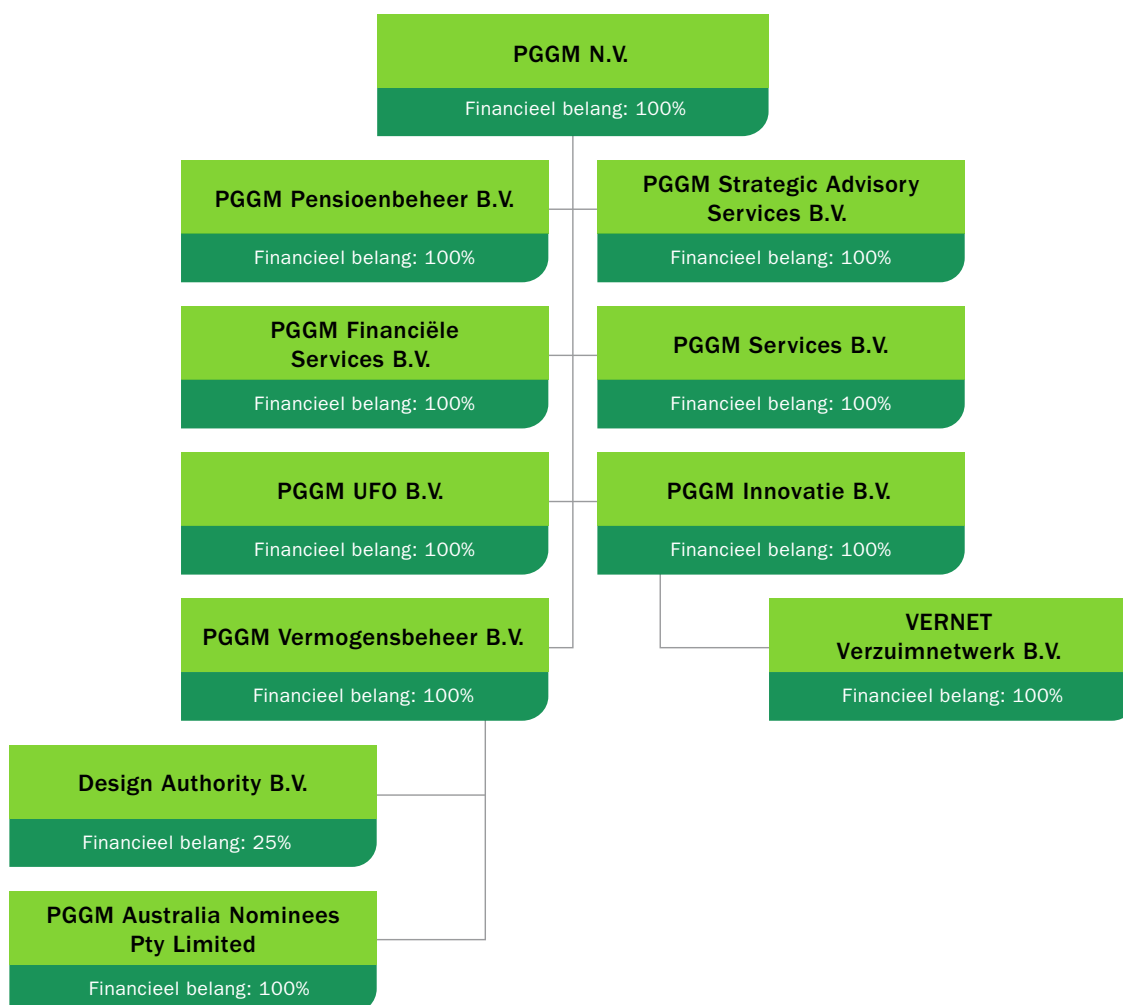 PGGM N.V.
Financieel belang: 100%
PGGM Pensioenbeheer B.V.
Financieel belang: 100%
PGGM Strategic Advisory
Services B.V.
Financieel belang: 100%
PGGM Financiële
Services B.V.
Financieel belang: 100%
PGGM Services B.V.
Financieel belang: 100%
PGGM UFO B.V.
Financieel belang: 100%
PGGM Innovatie B.V.
Financieel belang: 100%
PGGM Vermogensbeheer B.V.
Financieel belang: 100%
VERNET
Verzuimnetwerk B.V.
Financieel belang: 100%
Design Authority B.V.
Financieel belang: 25%
PGGM Australia Nominees
Pty Limited
Financieel belang: 100%